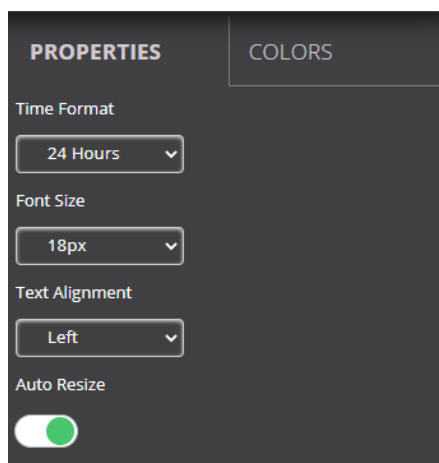 PROPERTIES COLORS
Time Format
24 Hours
Font Size
18px
Text Alignment
Left
Auto Resize